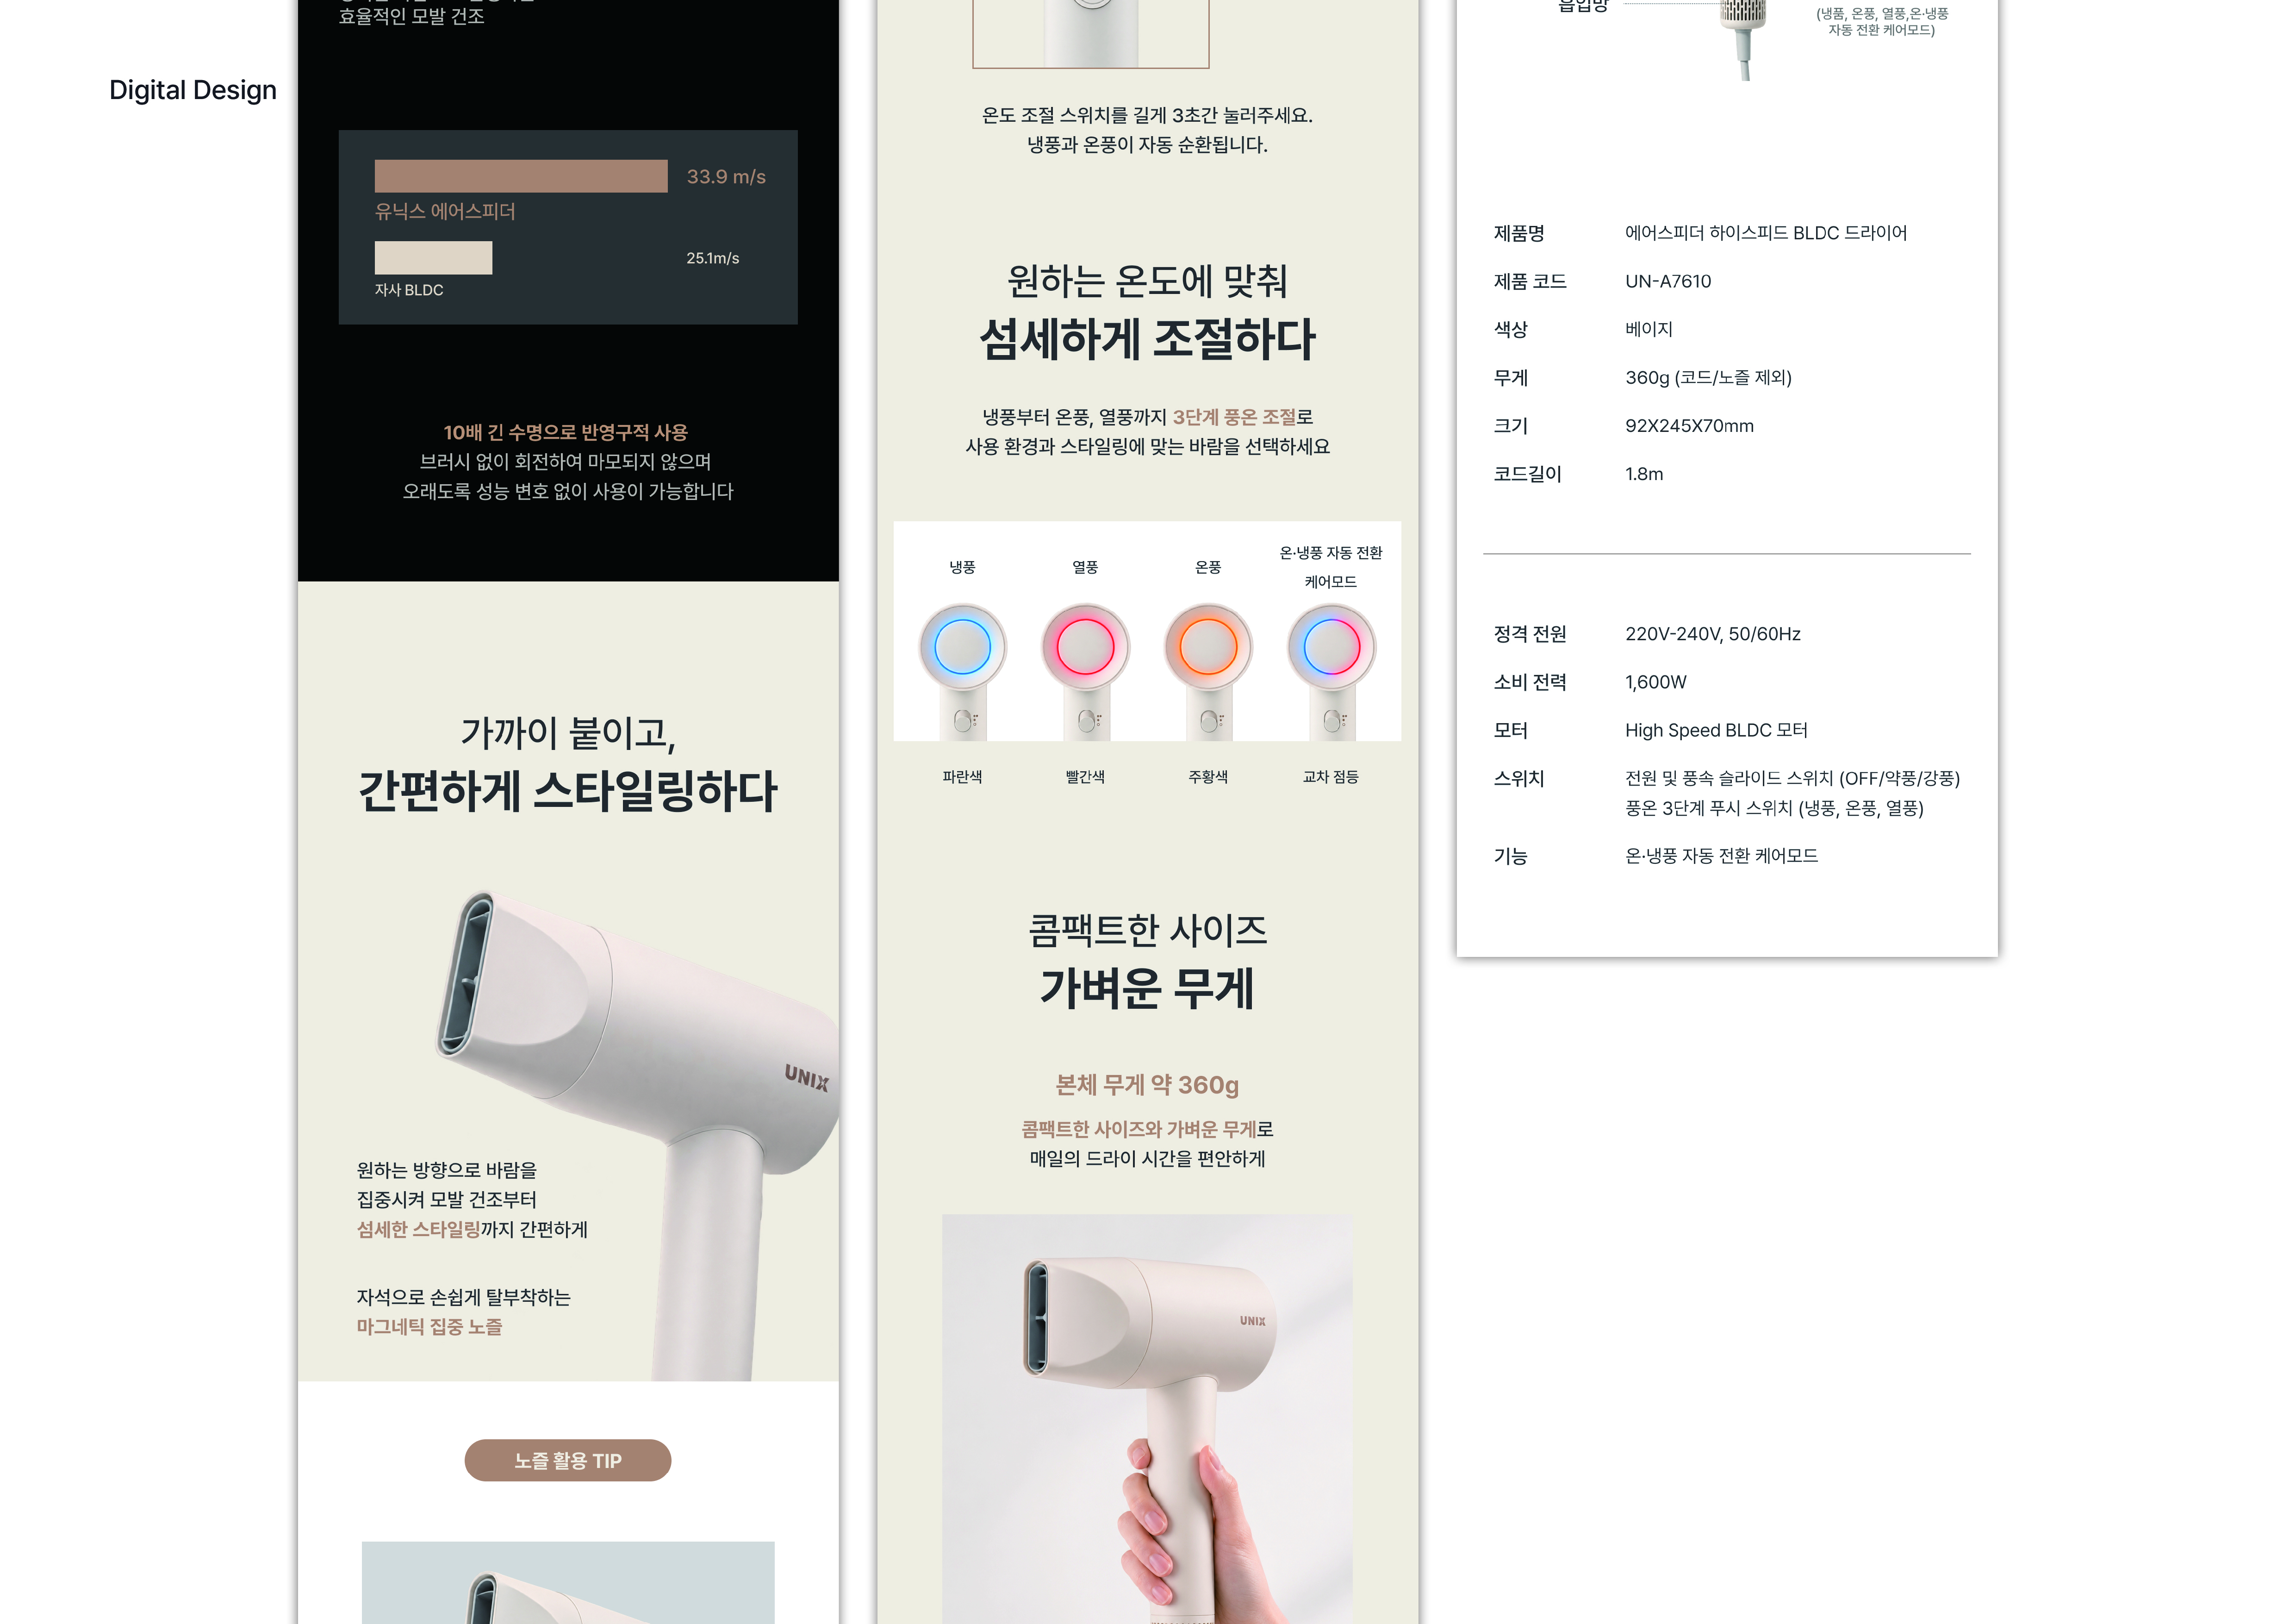 Digital Design
효율적인 모발 건조
33.9 m/s
유닉스 에어스피더
25.1m/s
자사 BLDC
10배 긴 수명으로 반영구적 사용
브러시 없이 회전하여 마모되지 않으며
오래도록 성능 변호 없이 사용이 가능합니다
가까이 붙이고,
간편하게 스타일링하다
UNIX
원하는 방향으로 바람을
집중시켜 모발 건조부터
섬세한 스타일링까지 간편하게
자석으로 손쉽게 탈부착하는
마그네틱 집중 노즐
노즐 활용 TIP
온도 조절 스위치를 길게 3초간 눌러주세요.
냉풍과 온풍이 자동 순환됩니다.
원하는 온도에 맞춰
섬세하게 조절하다
냉풍부터 온풍, 열풍까지 3단계 풍온 조절로
사용 환경과 스타일링에 맞는 바람을 선택하세요
냉풍 열풍 온풍 온·냉풍 자동 전환
케어모드
파란색 빨간색 주황색 교차 점등
콤팩트한 사이즈
가벼운 무게
본체 무게 약 360g
콤팩트한 사이즈와 가벼운 무게로
매일의 드라이 시간을 편안하게
UNIX
흡입망
(냉품, 온풍, 열풍,온·냉풍
자동 전환 케어모드)
제품명 에어스피더 하이스피드 BLDC 드라이어
제품 코드 UN-A7610
색상 베이지
무게 360g (코드/노즐 제외)
크기 92X245X70mm
코드길이 1.8m
정격 전원 220V-240V, 50/60Hz
소비 전력 1,600W
모터 High Speed BLDC 모터
스위치 전원 및 풍속 슬라이드 스위치 (OFF/약풍/강풍)
풍온 3단계 푸시 스위치 (냉풍, 온풍, 열풍)
기능 온·냉풍 자동 전환 케어모드